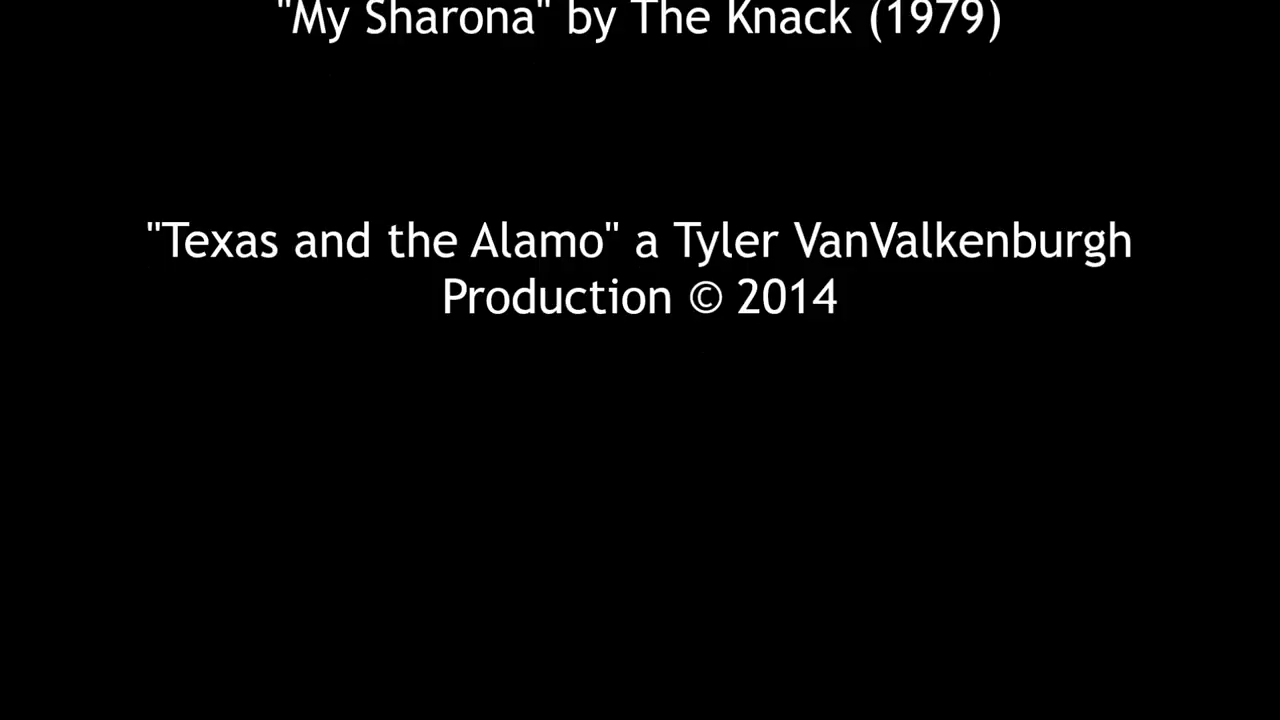 "My Sharona" by The Knack (1979)
"Texas and the Alamo" a Tyler VanValkenburgh
Production © 2014